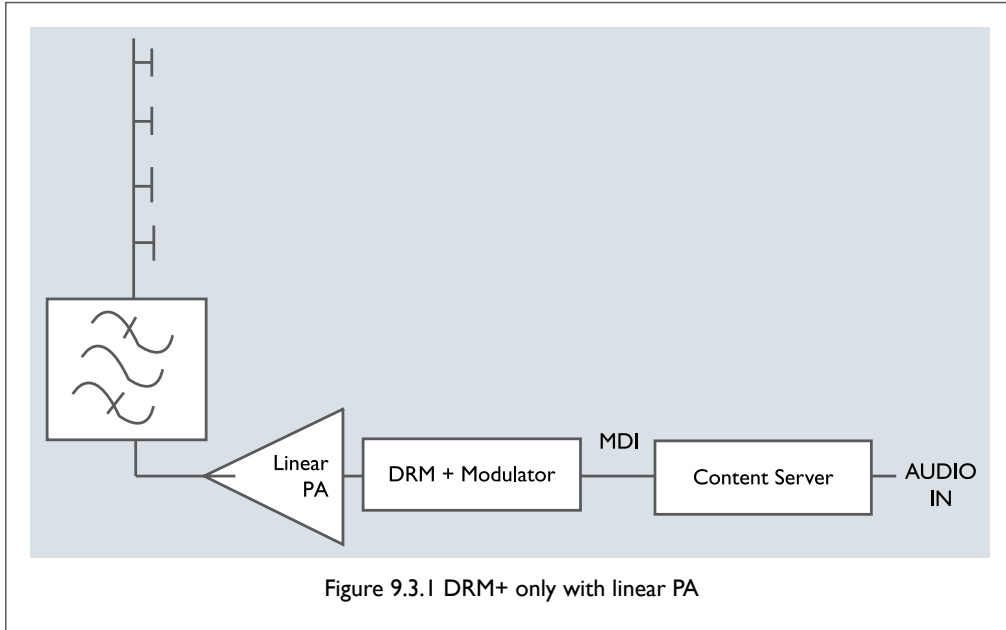 Linear
PA
DRM + Modulator
MDI
Content Server
AUDIO
IN
Figure 9.3.1 DRM+ only with linear PA